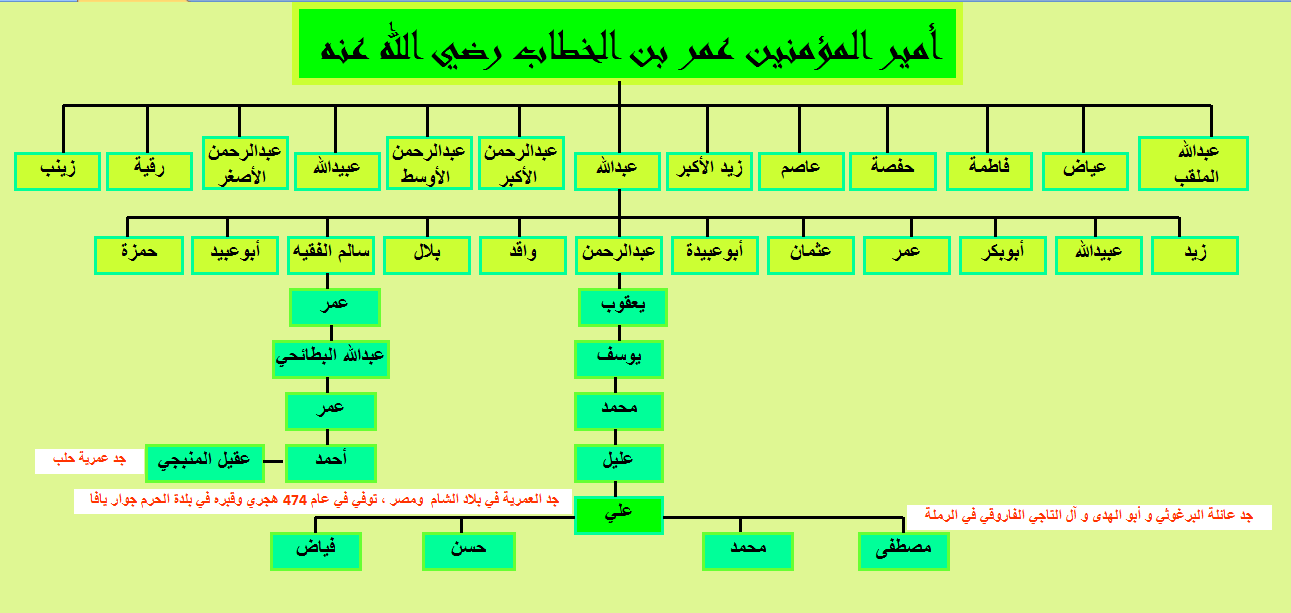 أمير المؤمنين عمر بن الخطاب رضي الله عنه
عبدالله
الملقب
عياض
فاطمة
حفصة
عاصم
زيد الأكبر
عبدالله
عبدالرحمن
الأكبر
عبدالرحمن
الأوسط
عبيدالله
عبدالرحمن
الأصغر
رقية
زينب
زيد
عبيدالله
أبوبكر
عمر
عثمان
أبوعبيدة
عبدالرحمن
واقد
بلال
سالم الفقيه
أبوعبيد
حمزة
يعقوب
عمر
يوسف
عبدالله البطائحي
محمد
عمر
عليل
أحمد
عقيل المنبجي
جد عمرية حلب
علي
جد العمرية في بلاد الشام ومصر ، توفي في عام 474 هجري وقبره في بلدة الحرم جوار يافا
جد عائلة البرغوثي و أبو الهدى و آل التاجي الفاروقي في الرملة
مصطفى
محمد
حسن
فياض